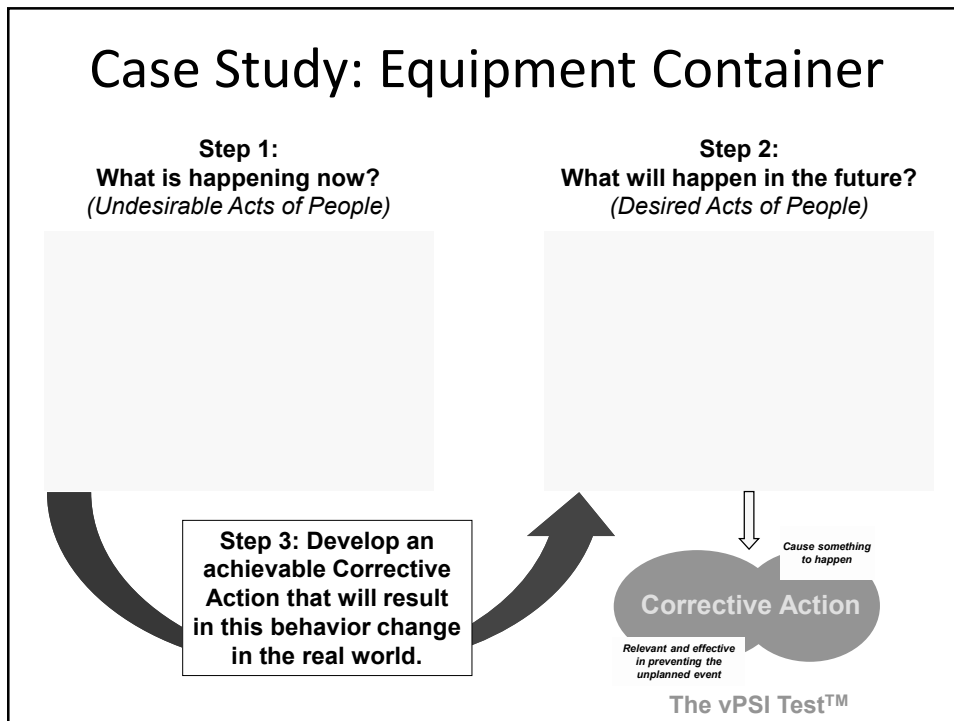 Case Study: Equipment Container
Step 1:
What is happening now?
(Undesirable Acts of People)
Step 2:
What will happen in the future?
(Desired Acts of People)
Step 3: Develop an
achievable Corrective
Action that will result
in this behavior change
in the real world.
Cause something
to happen
Corrective Action
Relevant and effective
in preventing the
unplanned event
The vPSI Test™